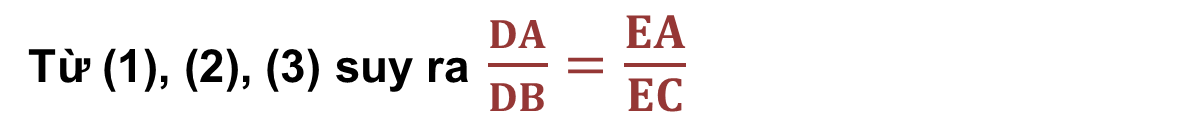 Từ (1), (2), (3) suy ra DA/DB = EA/EC